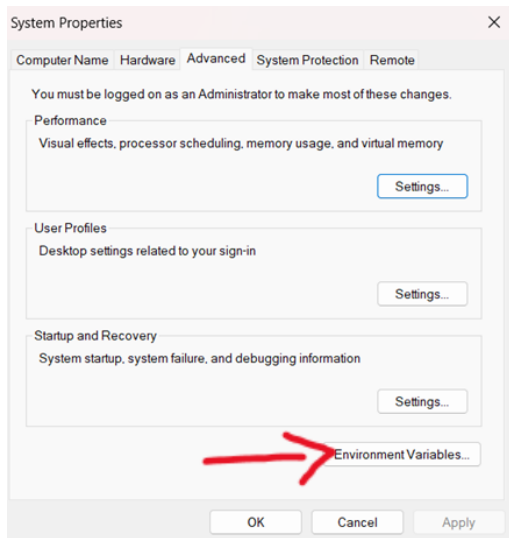 System Properties
Computer Name Hardware Advanced System Protection Remote
You must be logged on as an Administrator to make most of these changes.
Performance
Visual effects, processor scheduling, memory usage, and virtual memory
Settings...
User Profiles
Desktop settings related to your sign-in
Settings...
Startup and Recovery
System startup, system failure, and debugging information
Settings...
Environment Variables...
OK Cancel Apply